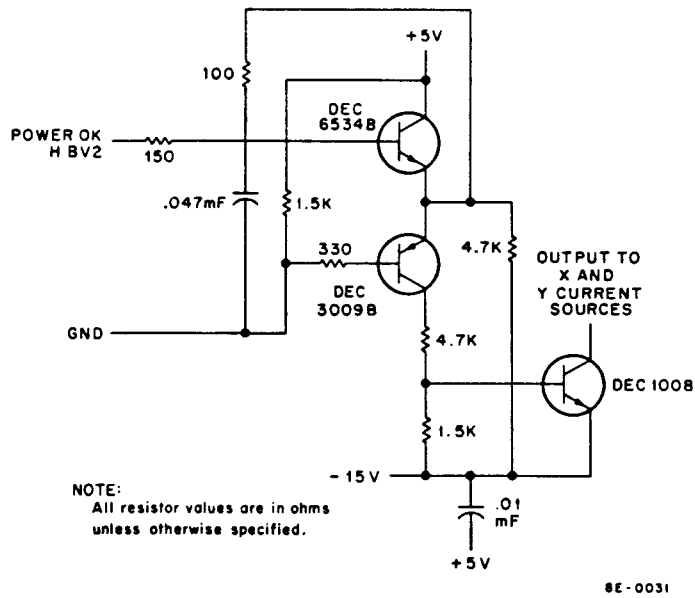 +5V
100
DEC
6534B
POWER OK
H BV2
150
.047mF
1.5K
330
4.7K
OUTPUT TO
X AND
Y CURRENT
SOURCES
DEC
3009B
GND
4.7K
DEC 1008
1.5K
-15V
NOTE:
All resistor values are in ohms
unless otherwise specified.
.01
mF
+5V
8E-0031